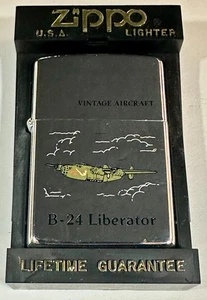 zippo
U.S.A. LIGHTER
VINTAGE AIRCRAFT
B-24 Liberator
LIFETIME GUARANTEE